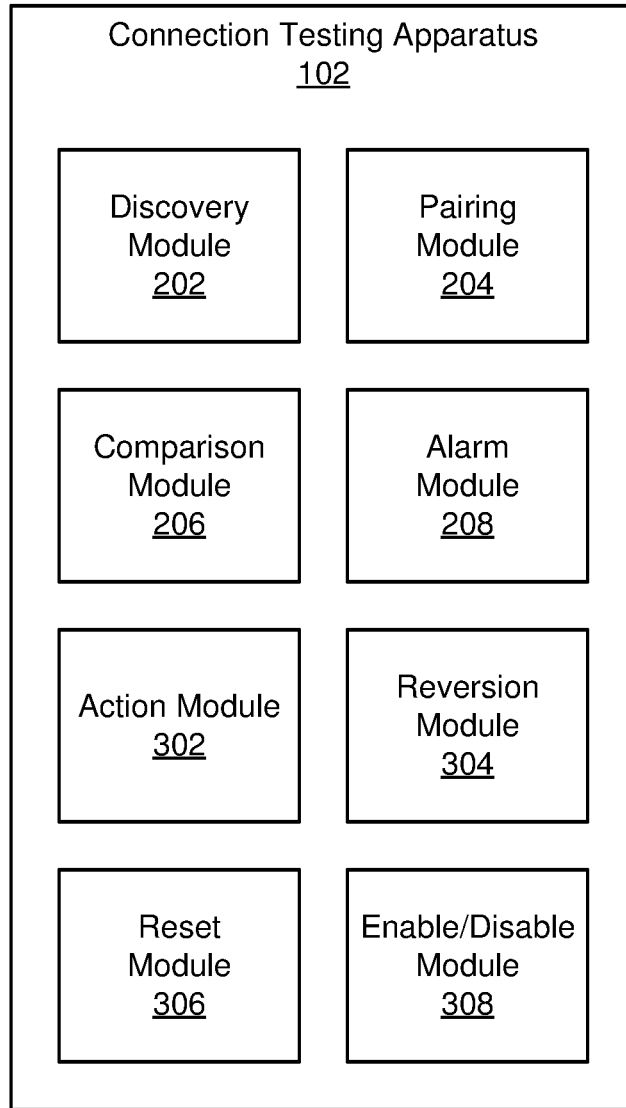 Connection Testing Apparatus
102
Discovery
Module
202
Pairing
Module
204
Comparison
Module
206
Alarm
Module
208
Action Module
302
Reversion
Module
304
Reset
Module
306
Enable/Disable
Module
308